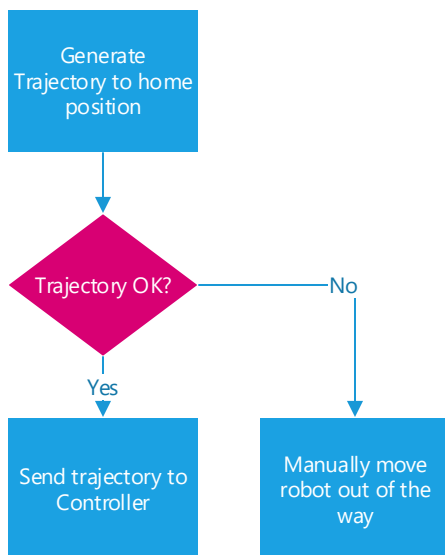 Generate
Trajectory to home
position
Trajectory OK?
No
Yes
Send trajectory to
Controller
Manually move
robot out of the
way